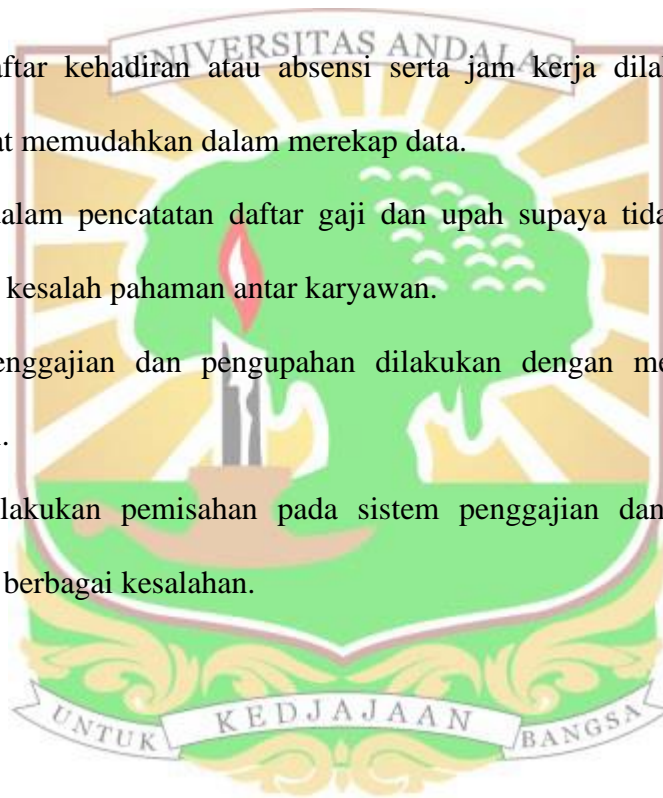 UNIVERSITAS ANDALAS
aftar kehadiran atau absensi serta jam kerja dilak
at memudahkan dalam merekap data.
dalam pencatatan daftar gaji dan upah supaya tida
kesalah pahaman antar karyawan.
enggajian dan pengupahan dilakukan dengan me
.
lakukan pemisahan pada sistem penggajian dan
berbagai kesalahan.
UNTUK KEDJAJAAN BANGSA